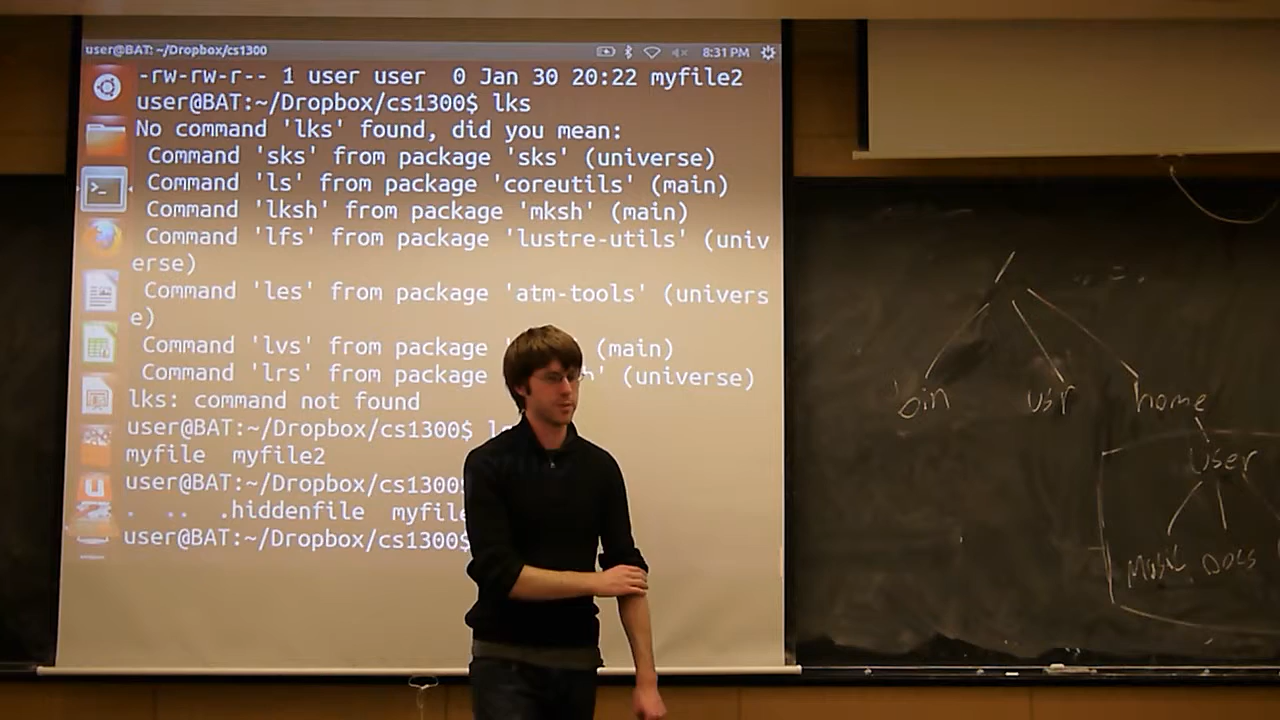 user@BAT: ~/Dropbox/cs1300 8:31 PM
-rw-rw-r-- 1 user user 0 Jan 30 20:22 myfile2
user@BAT:~/Dropbox/cs1300$ lks
No command 'lks' found, did you mean:
Command 'sks' from package 'sks' (universe)
Command 'ls' from package 'coreutils' (main)
Command 'lksh' from package 'mksh' (main)
Command 'lfs' from package 'lustre-utils' (univ
erse)
Command 'les' from package 'atm-tools' (univers
e)
Command 'lvs' from package (main)
Command 'lrs' from package (universe)
lks: command not found
user@BAT:~/Dropbox/cs1300$
myfile myfile2
user@BAT:~/Dropbox/cs1300$
. .. .hiddenfile myfile
user@BAT:~/Dropbox/cs1300$
/
bin usr home
user
Music Docs